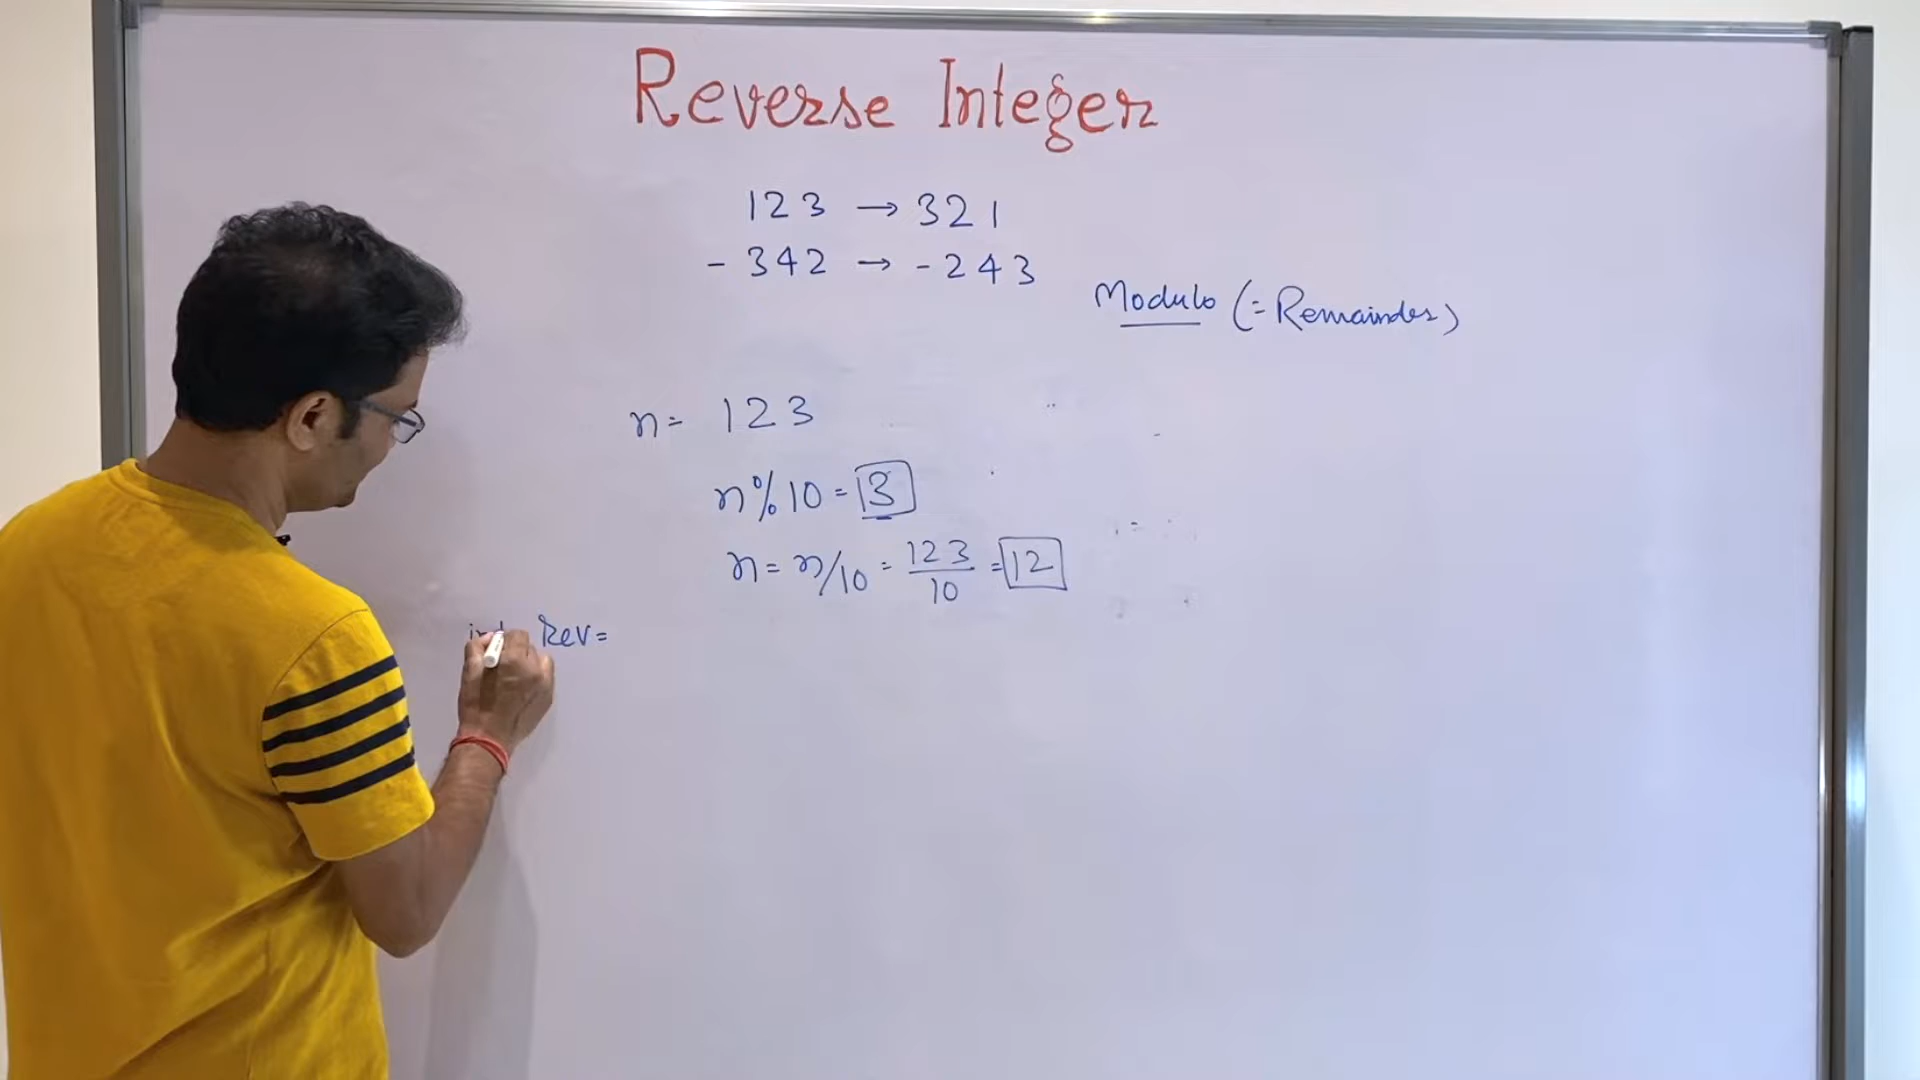 Reverse Integer
123 → 321
-342 → -243
Modulo (= Remainder)
n= 123
n%10=3
n= n/10 = 123/10 =12
int Rev=